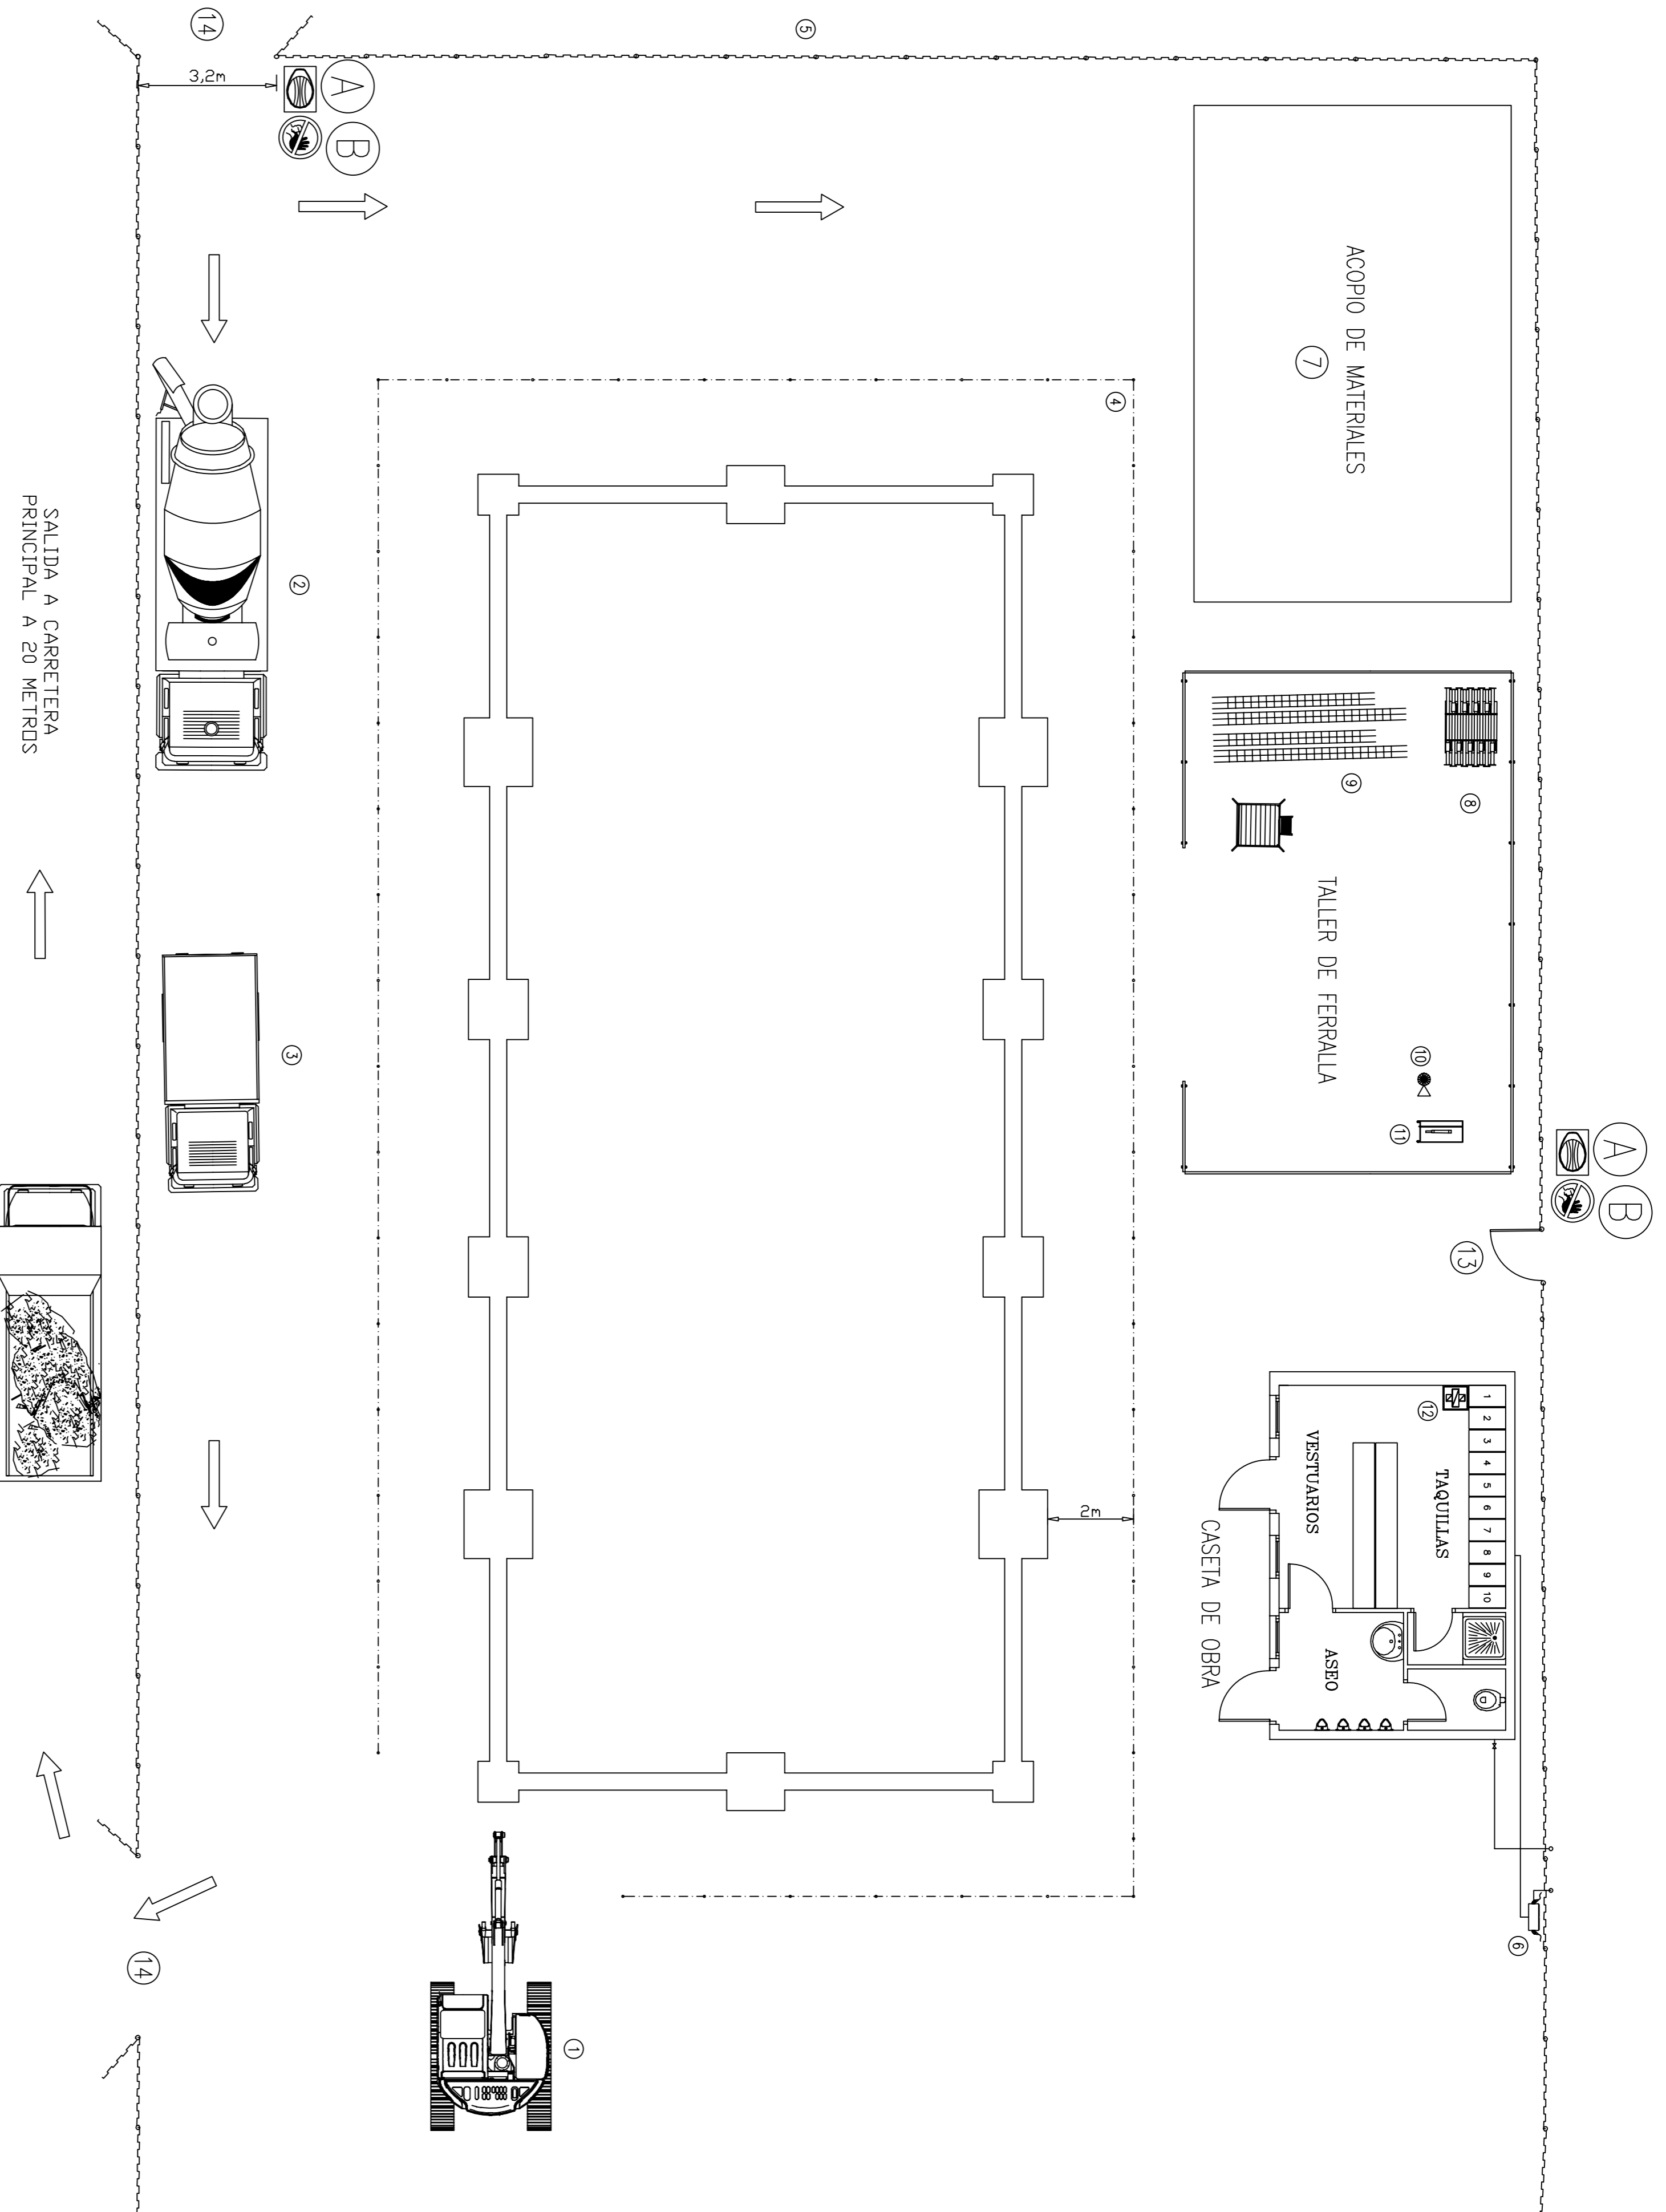 14
3,2m
A
B
5
ACOPIO DE MATERIALES
7
4
2
SALIDA A CARRETERA
PRINCIPAL A 20 METROS
3
8
9
TALLER DE FERRALLA
10
11
A
B
13
1
2
3
4
5
6
7
8
9
10
12
TAQUILLAS
VESTUARIOS
ASEO
CASETA DE OBRA
2m
6
14
1